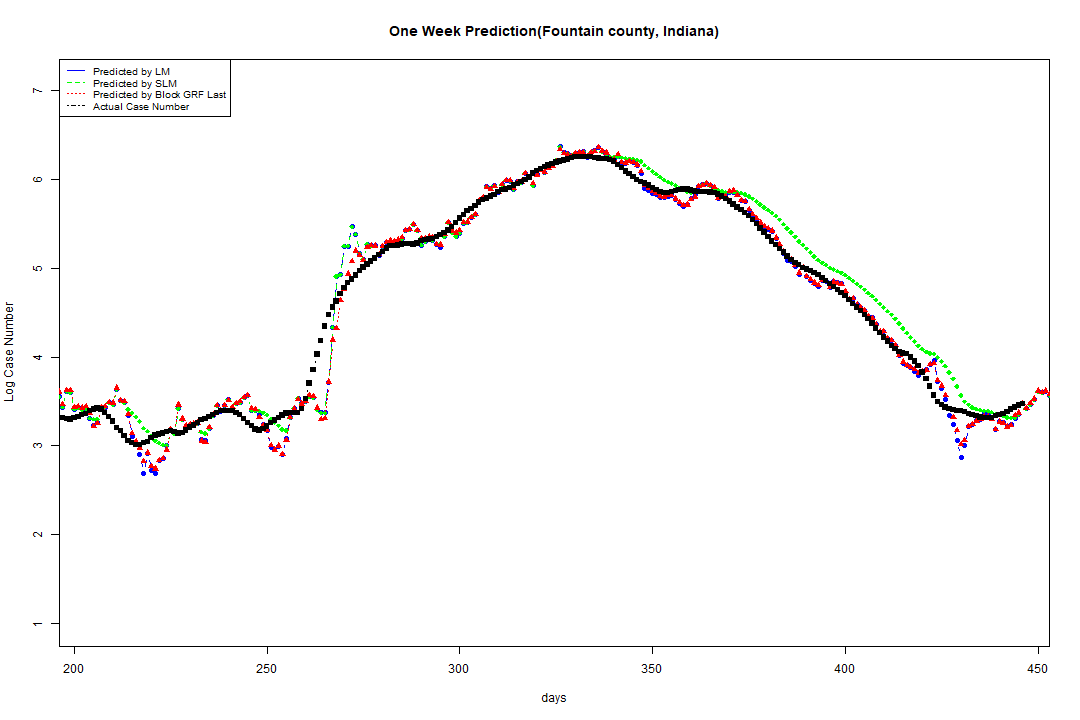 One Week Prediction(Fountain county, Indiana)
Predicted by LM
Predicted by SLM
Predicted by Block GRF Last
Actual Case Number
7
6
5
4
3
2
1
Log Case Number
200 250 300 350 400 450
days